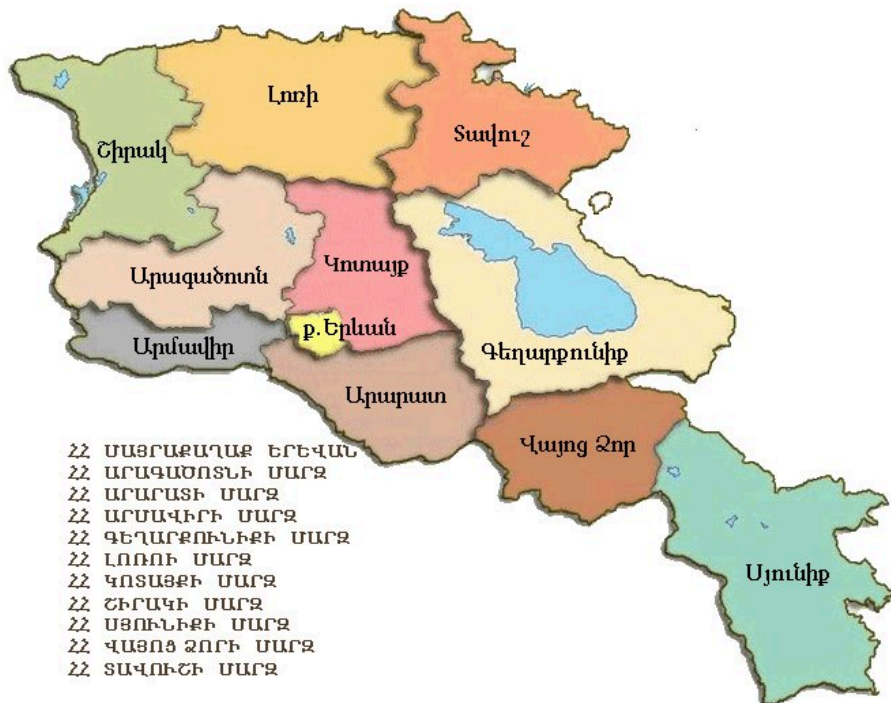 Լոռի
Տավուշ
Շիրակ
Արագածոտն
Կոտայք
ք.Երևան
Արմավիր
Գեղարքունիք
Արարատ
Վայոց Ձոր
Սյունիք
ՀՀ ՄԱՅՐԱՔԱՂԱՔ ԵՐԵՎԱՆ
ՀՀ ԱՐԱԳԱԾՈՏՆԻ ՄԱՐԶ
ՀՀ ԱՐԱՐԱՏԻ ՄԱՐԶ
ՀՀ ԱՐՄԱՎԻՐԻ ՄԱՐԶ
ՀՀ ԳԵՂԱՐՔՈՒՆԻՔԻ ՄԱՐԶ
ՀՀ ԼՈՌՈՒ ՄԱՐԶ
ՀՀ ԿՈՏԱՅՔԻ ՄԱՐԶ
ՀՀ ՇԻՐԱԿԻ ՄԱՐԶ
ՀՀ ՍՅՈՒՆԻՔԻ ՄԱՐԶ
ՀՀ ՎԱՅՈՑ ՁՈՐԻ ՄԱՐԶ
ՀՀ ՏԱՎՈՒՇԻ ՄԱՐԶ